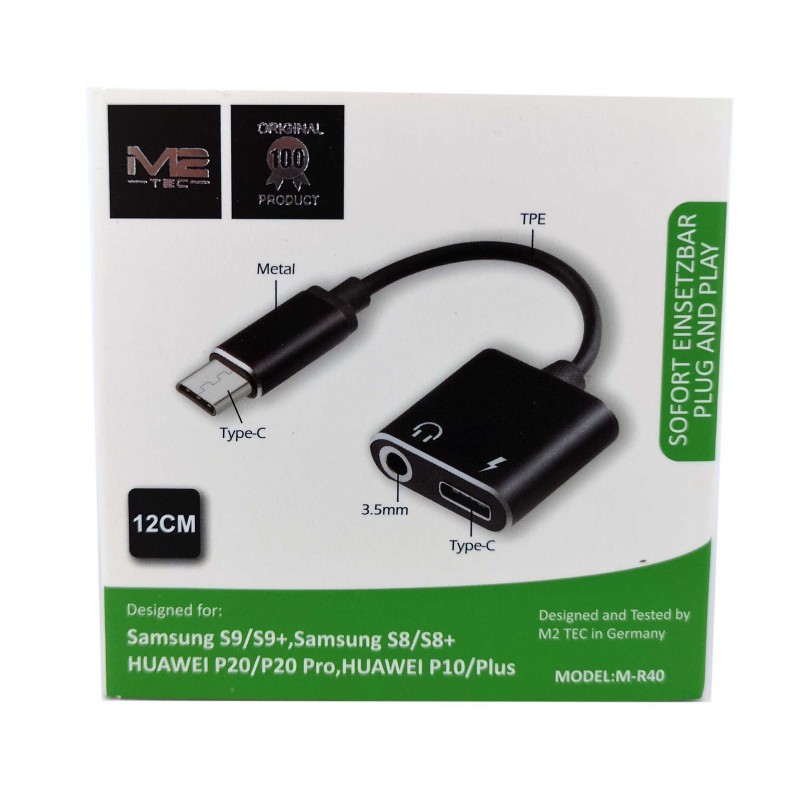 M2
TEC
ORIGINAL
100
PRODUCT
TPE
Metal
SOFORT EINSETZBAR
PLUG AND PLAY
Type-C
3.5mm
Type-C
12CM
Designed for:
Samsung S9/S9+,Samsung S8/S8+
HUAWEI P20/P20 Pro,HUAWEI P10/Plus
Designed and Tested by
M2 TEC in Germany
MODEL:M-R40